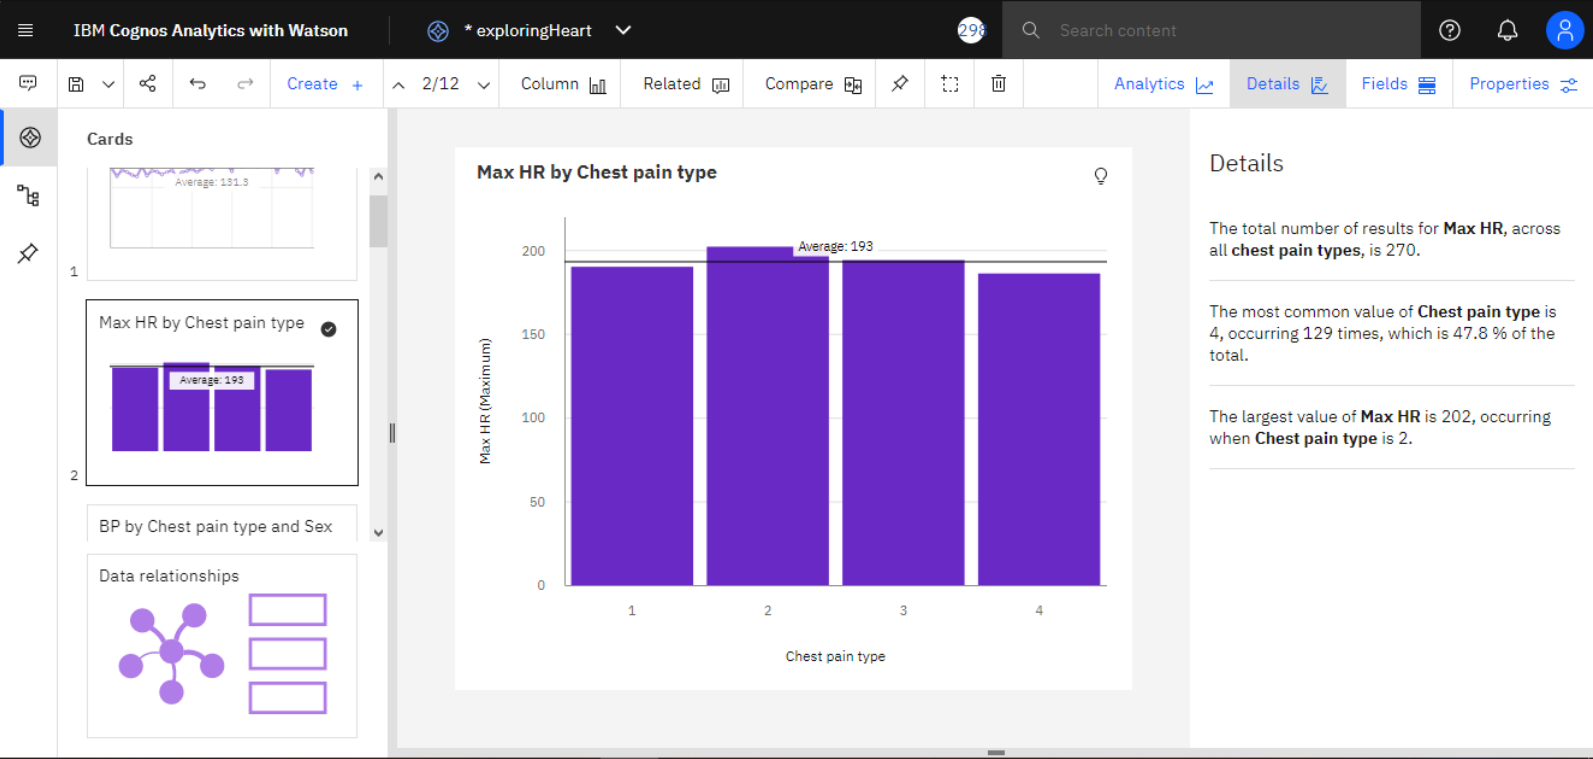 IBM Cognos Analytics with Watson
* exploringHeart
298
Search content
Create +
2/12
Column
Related
Compare
Analytics
Details
Fields
Properties
Cards
Average: 131.3
1
Max HR by Chest pain type
Average: 193
2
BP by Chest pain type and Sex
Data relationships
Max HR by Chest pain type
Average: 193
200
150
100
50
0
Max HR (Maximum)
1 2 3 4
Chest pain type
Details
The total number of results for Max HR, across
all chest pain types, is 270.
The most common value of Chest pain type is
4, occurring 129 times, which is 47.8 % of the
total.
The largest value of Max HR is 202, occurring
when Chest pain type is 2.